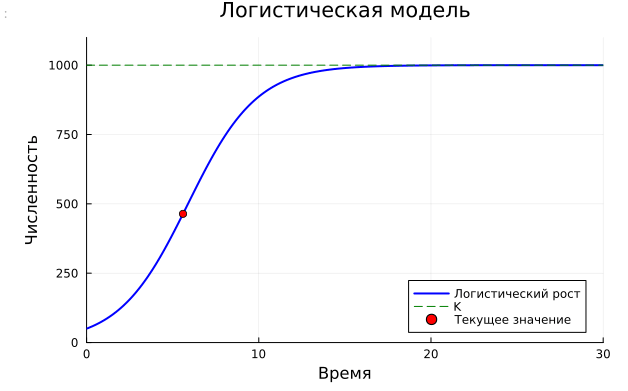 Логистическая модель
Численность
1000
750
500
250
0
0 10 20 30
Время
Логистический рост
K
Текущее значение